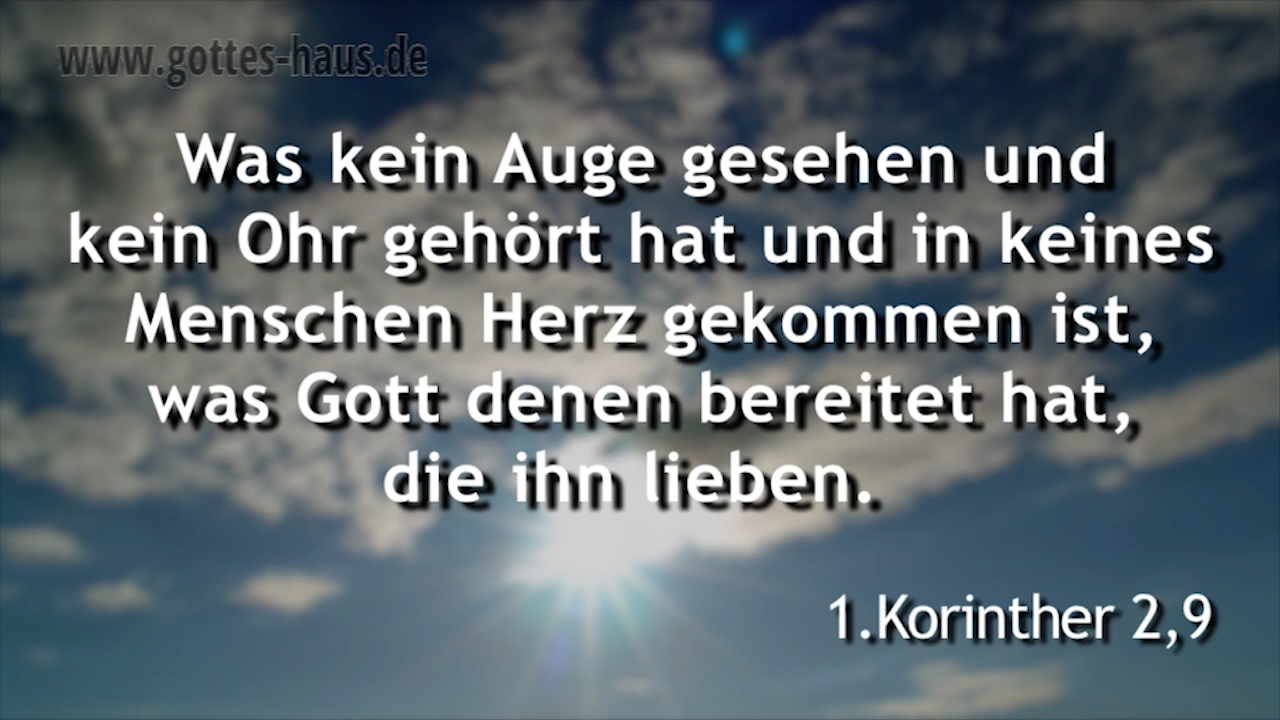 www.gottes-haus.de
Was kein Auge gesehen und
kein Ohr gehört hat und in keines
Menschen Herz gekommen ist,
was Gott denen bereitet hat,
die ihn lieben.
1.Korinther 2,9